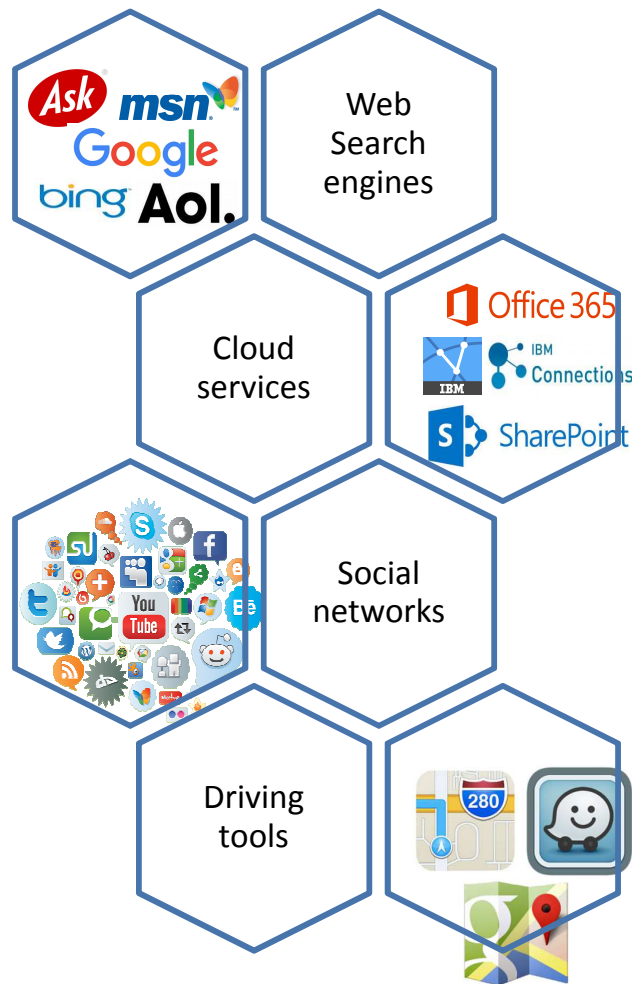 Ask
msn
Google
bing
Aol.
Web
Search
engines
Cloud
services
Office 365
IBM
IBM
Connections
S
SharePoint
S
f
You
Tube
Bē
Social
networks
Driving
tools
280
g